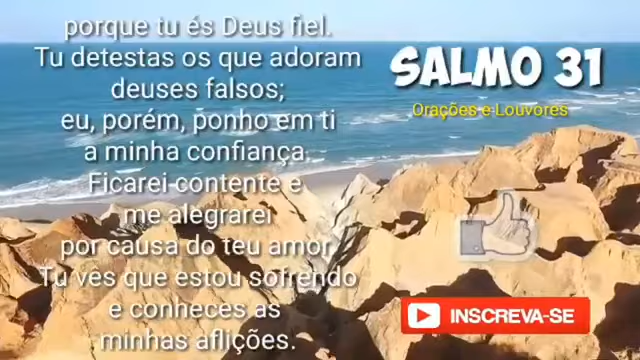 porque tu és Deus fiel.
Tu detestas os que adoram
deuses falsos;
eu, porém, ponho em ti
a minha confiança.
Ficarei contente e
me alegrarei
por causa do teu amor.
Tu vês que estou sofrendo
e conheces as
minhas aflições.
SALMO 31
Orações e Louvores
INSCREVA-SE